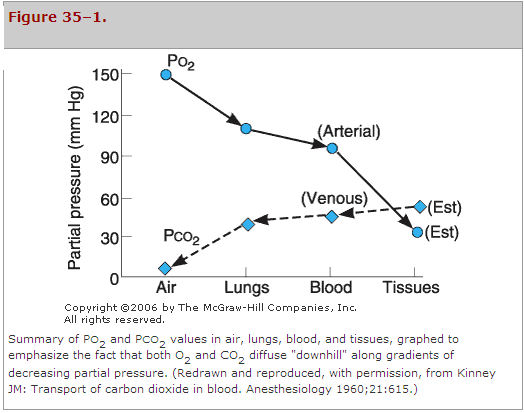 Figure 35–1.
PO2
150
120
90
60
30
0
Partial pressure (mm Hg)
(Arterial)
(Venous)
(Est)
(Est)
PCO2
Air Lungs Blood Tissues
Copyright ©2006 by The McGraw-Hill Companies, Inc.
All rights reserved.
Summary of PO2 and PCO2 values in air, lungs, blood, and tissues, graphed to
emphasize the fact that both O2 and CO2 diffuse "downhill" along gradients of
decreasing partial pressure. (Redrawn and reproduced, with permission, from Kinney
JM: Transport of carbon dioxide in blood. Anesthesiology 1960;21:615.)